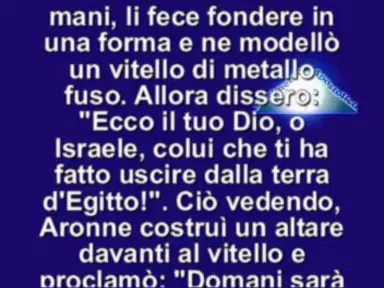 mani, li fece fondere in
una forma e ne modellò
un vitello di metallo
fuso. Allora dissero:
"Ecco il tuo Dio, o
Israele, colui che ti ha
fatto uscire dalla terra
d'Egitto!". Ciò vedendo,
Aronne costruì un altare
davanti al vitello e
proclamò: "Domani sarà